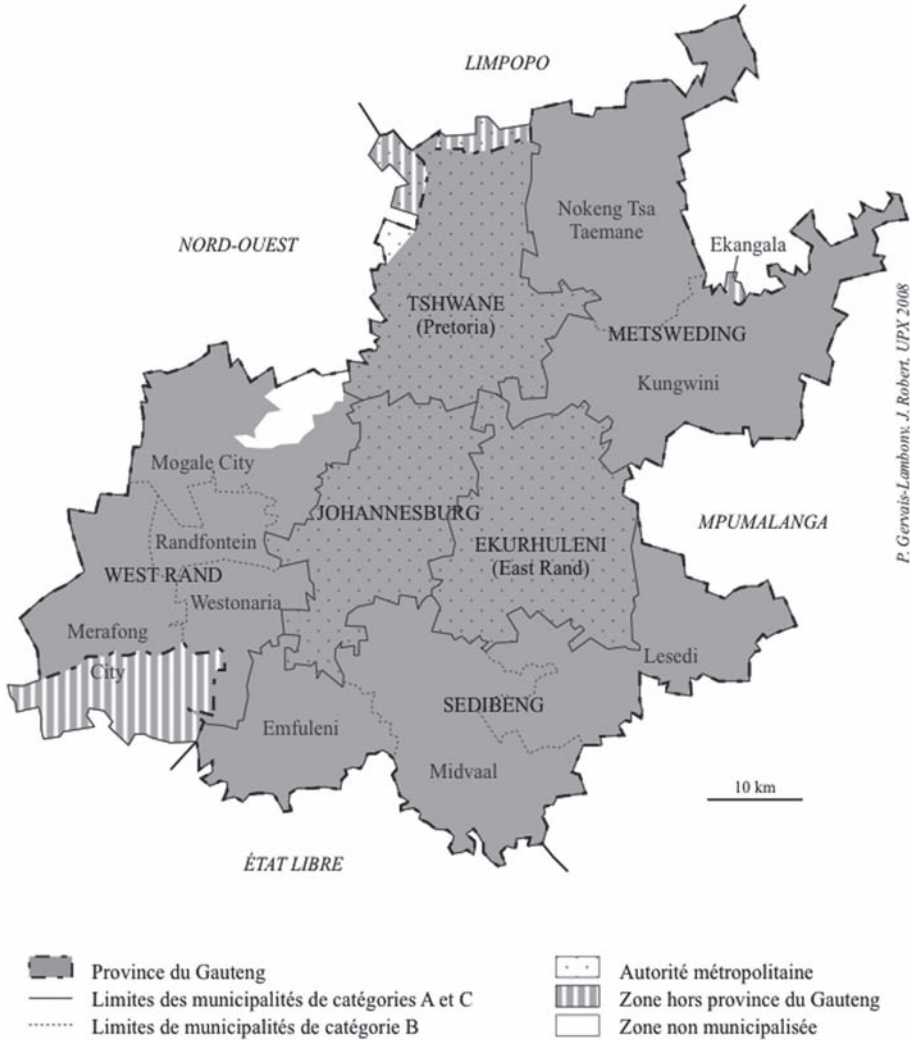 LIMPOPO
NORD-OUEST
Nokeng Tsa
Taemane
Ekangala
TSHWANE
(Pretoria)
METSWEDING
Kungwini
P. Gervais-Lambony, J. Robert, UPX 2008
Mogale City
JOHANNESBURG
MPUMALANGA
Randfontein
EKURHULENI
(East Rand)
WEST RAND
Westonaria
Merafong
City
Lesedi
SEDIBENG
Emfuleni
Midvaal
10 km
ÉTAT LIBRE
Province du Gauteng
Limites des municipalités de catégories A et C
Limites de municipalités de catégorie B
Autorité métropolitaine
Zone hors province du Gauteng
Zone non municipalisée